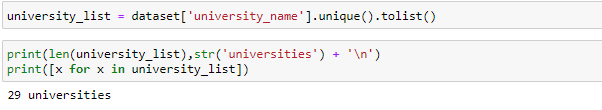 university_list = dataset['university_name'].unique().tolist()
print(len(university_list),str('universities') + '\n')
print([x for x in university_list])
29 universities